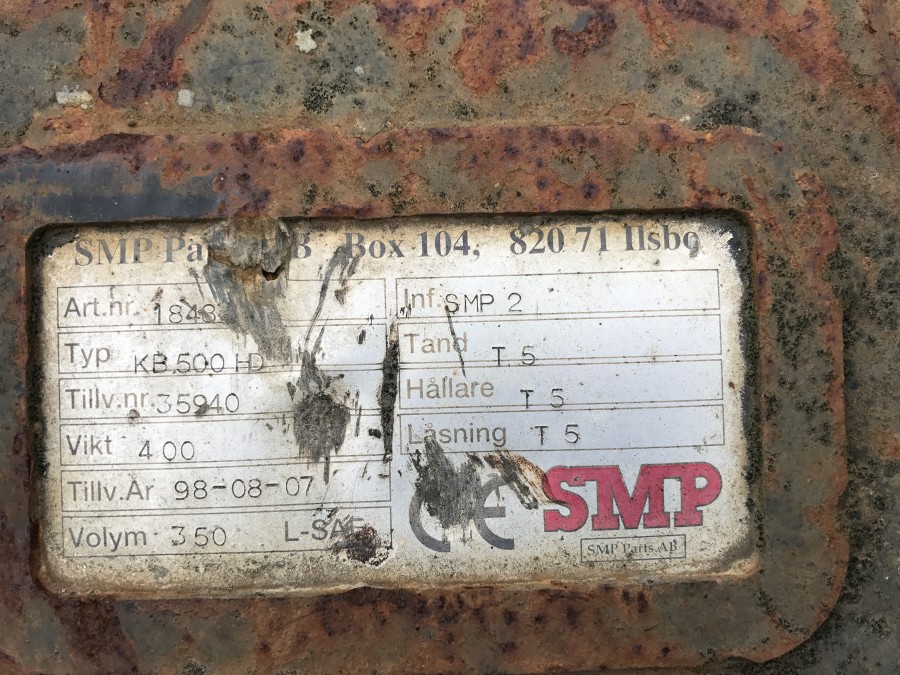 SMP Box 104, 820 71 Ilsbo
Art.nr.
Typ KB.500 HD
Tillv.nr. 35940
Vikt 400
Tillv.År 98-08-07
Volym 350 L-SAE
Inf. SMP 2
Tand T 5
Hållare T 5
Låsning T 5
CE
SMP
SMP Parts AB